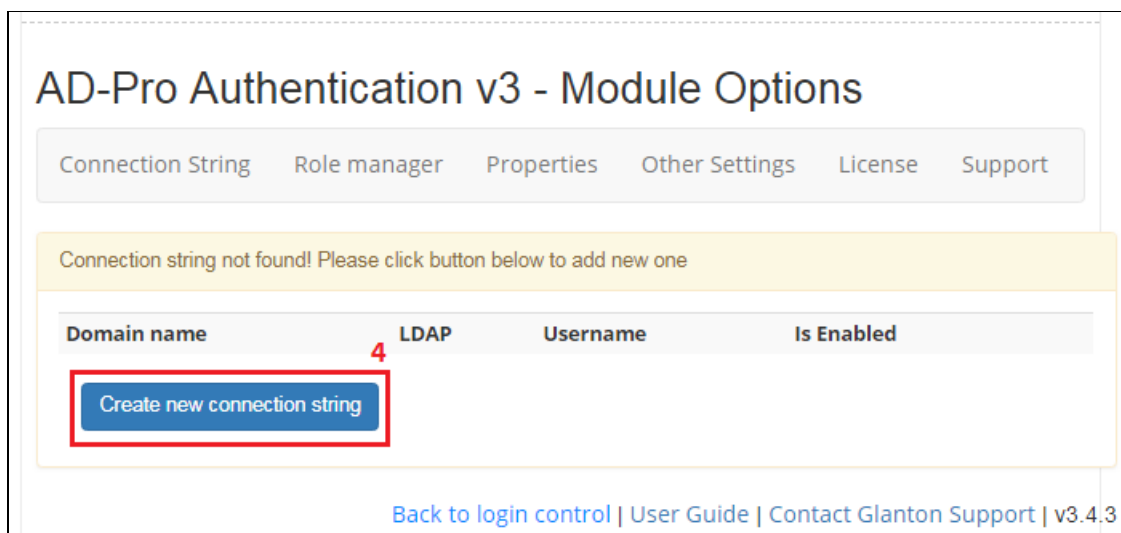 AD-Pro Authentication v3 - Module Options
Connection String Role manager Properties Other Settings License Support
Connection string not found! Please click button below to add new one
Domain name LDAP Username Is Enabled
4
Create new connection string
Back to login control | User Guide | Contact Glanton Support | v3.4.3